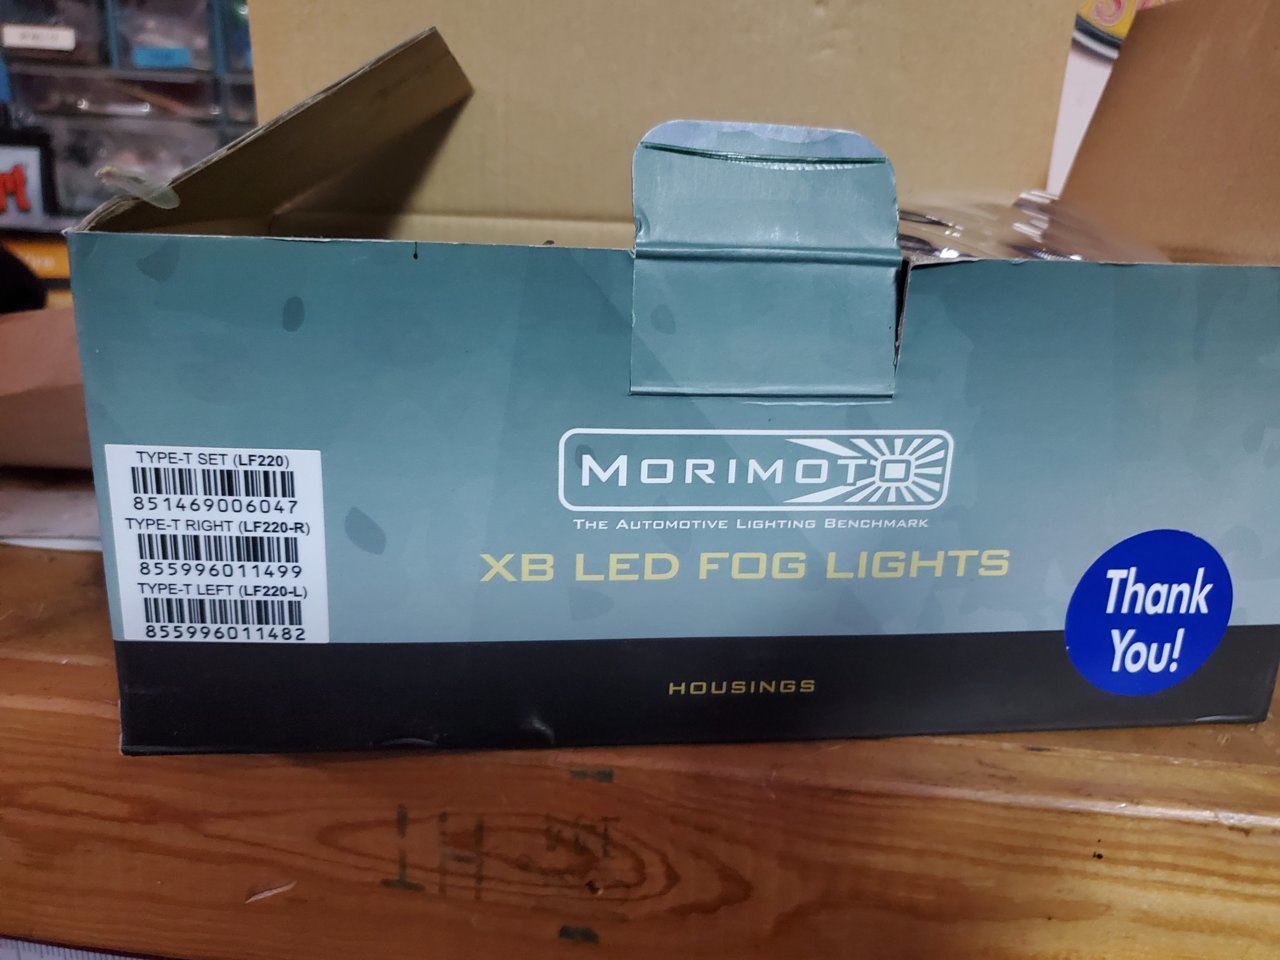 TYPE-T SET (LF220)
851469006047
TYPE-T RIGHT (LF220-R)
855996011499
TYPE-T LEFT (LF220-L)
855996011482
MORIMOTO
THE AUTOMOTIVE LIGHTING BENCHMARK
XB LED FOG LIGHTS
HOUSINGS
Thank
You!